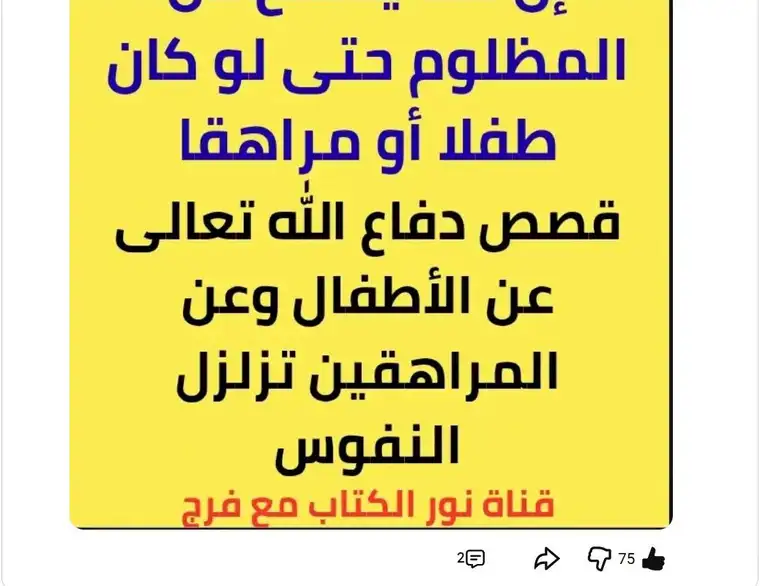 المظلوم حتى لو كان
طفلا أو مراهقا
قصص دفاع الله تعالى
عن الأطفال وعن
المراهقين تزلزل
النفوس
قناة نور الكتاب مع فرج
75
2